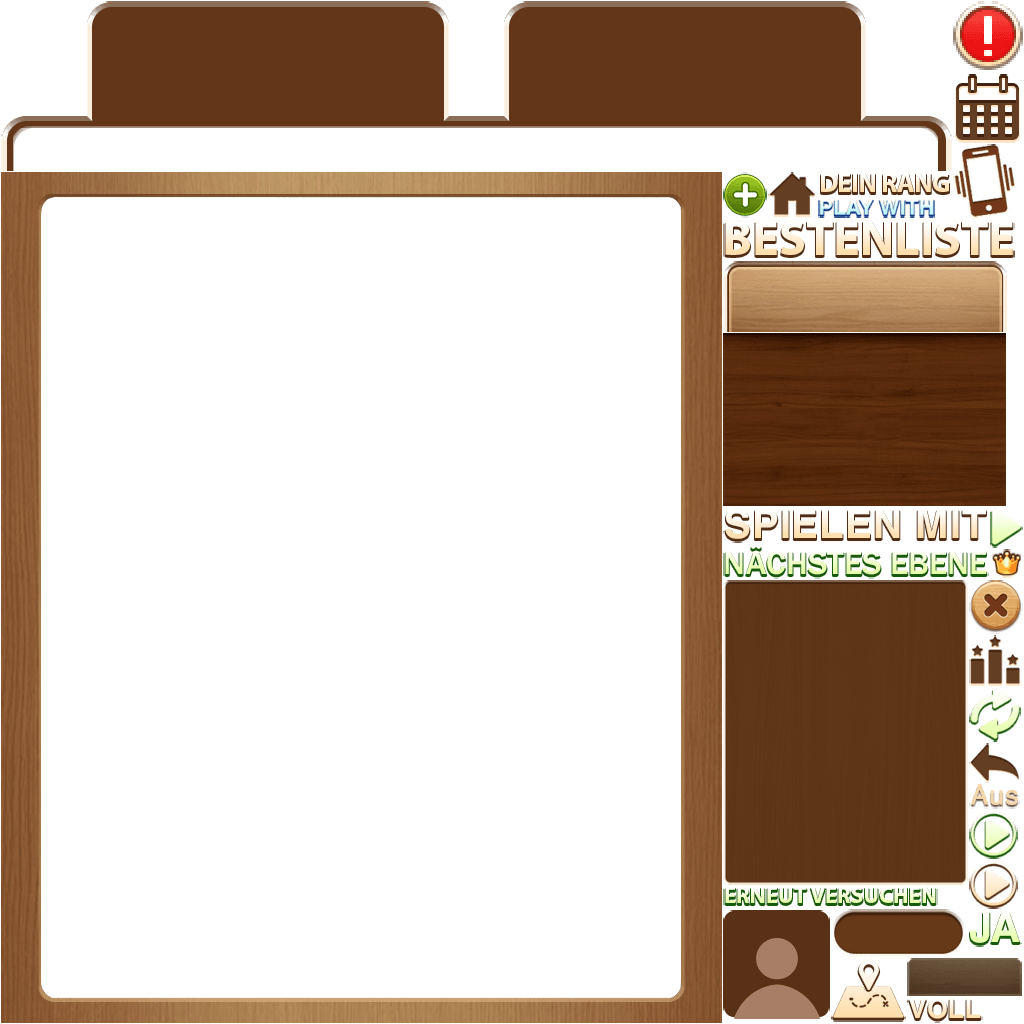 DEIN RANG
PLAY WITH
BESTENLISTE
SPIELEN MIT
NÄCHSTES EBENE
Aus
ERNEUT VERSUCHEN
JA
VOLL